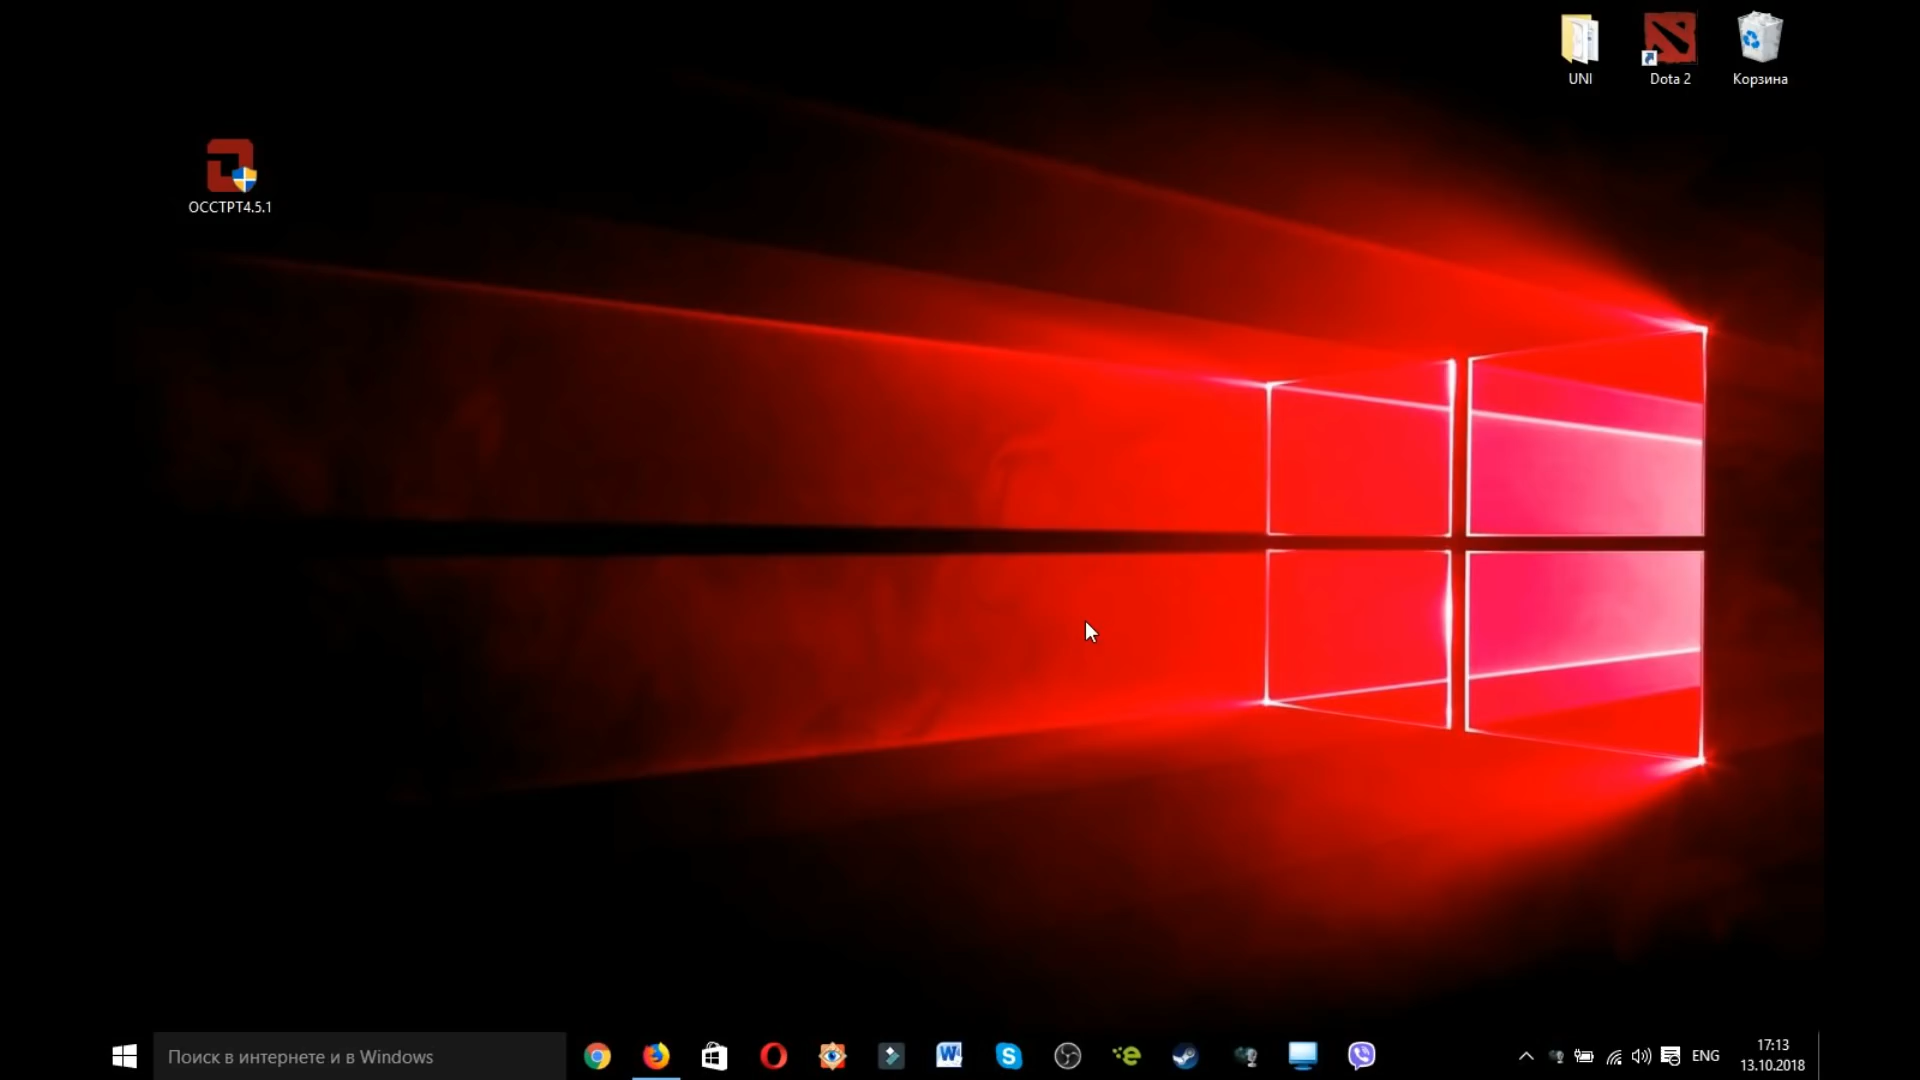 UNI
Dota 2
Корзина
OCCTPT4.5.1
Поиск в интернете и в Windows
ENG
17:13
13.10.2018